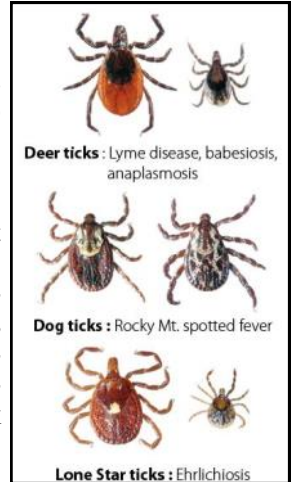 Deer ticks : Lyme disease, babesiosis,
anaplasmosis
Dog ticks : Rocky Mt. spotted fever
Lone Star ticks : Ehrlichiosis